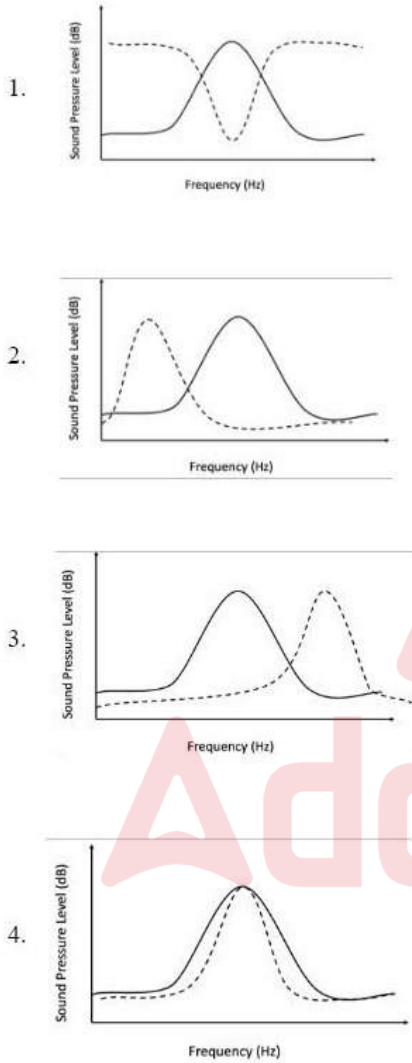 1.
Sound Pressure Level (dB)
Frequency (Hz)
2.
Sound Pressure Level (dB)
Frequency (Hz)
3.
Sound Pressure Level (dB)
Frequency (Hz)
4.
Sound Pressure Level (dB)
Frequency (Hz)
Add